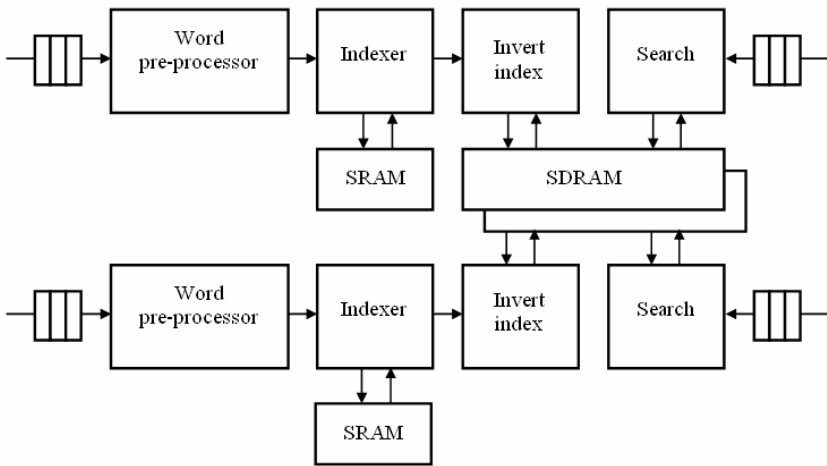 Word
pre-processor
Indexer
Invert
index
Search
SRAM
SDRAM
Word
pre-processor
Indexer
Invert
index
Search
SRAM